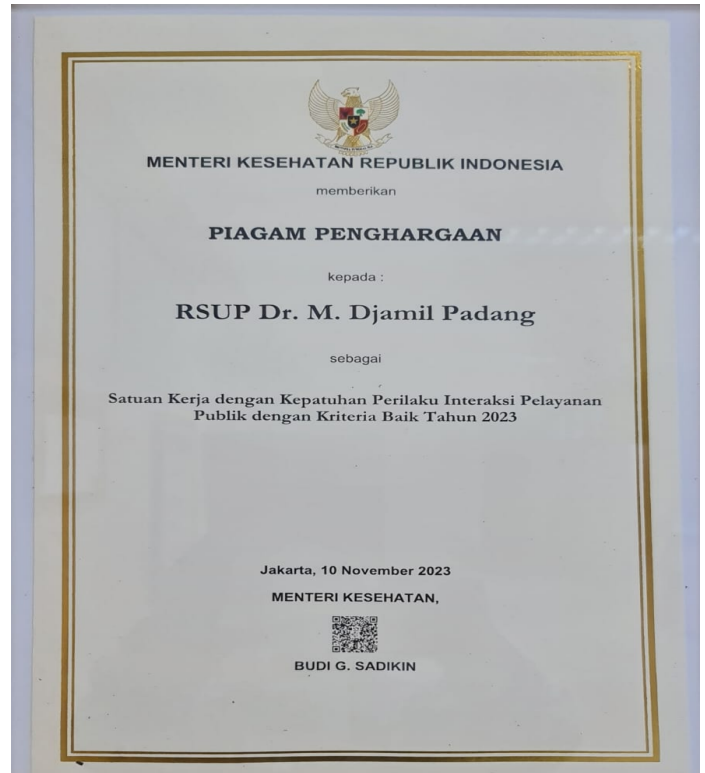 MENTERI KESEHATAN REPUBLIK INDONESIA
memberikan
PIAGAM PENGHARGAAN
kepada :
RSUP Dr. M. Djamil Padang
sebagai
Satuan Kerja dengan Kepatuhan Perilaku Interaksi Pelayanan
Publik dengan Kriteria Baik Tahun 2023
Jakarta, 10 November 2023
MENTERI KESEHATAN,
BUDI G. SADIKIN